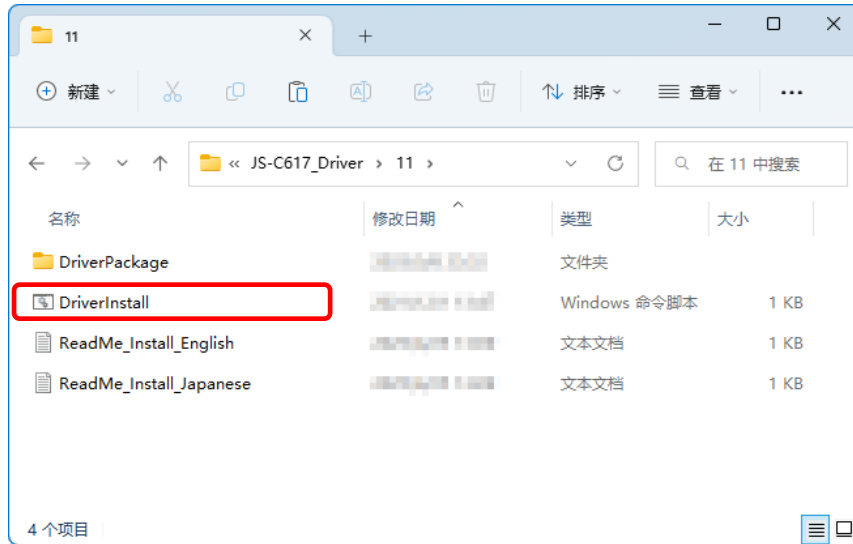 11
新建 排序 查看
« JS-C617_Driver › 11 › 在 11 中搜索
名称 修改日期 类型 大小
DriverPackage 文件夹
DriverInstall Windows 命令脚本 1 KB
ReadMe_Install_English 文本文档 1 KB
ReadMe_Install_Japanese 文本文档 1 KB
4 个项目